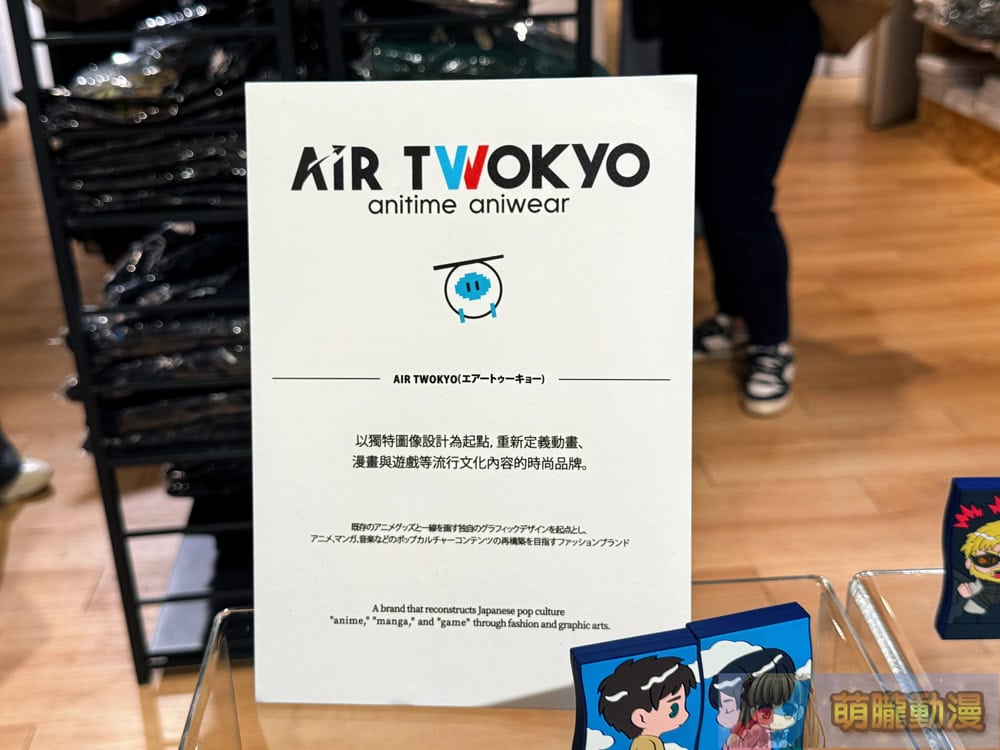 AIR TWOKYO
anitime aniwear
AIR TWOKYO(エアートゥーキョー)
以獨特圖像設計為起點, 重新定義動畫、
漫畫與遊戲等流行文化內容的時尚品牌。
既存のアニメグッズと一線を画す独自のグラフィックデザインを起点とし、
アニメ、マンガ、音楽などのポップカルチャーコンテンツの再構築を目指すファッションブランド
A brand that reconstructs Japanese pop culture
"anime," "manga," and "game" through fashion and graphic arts.
萌朧動漫